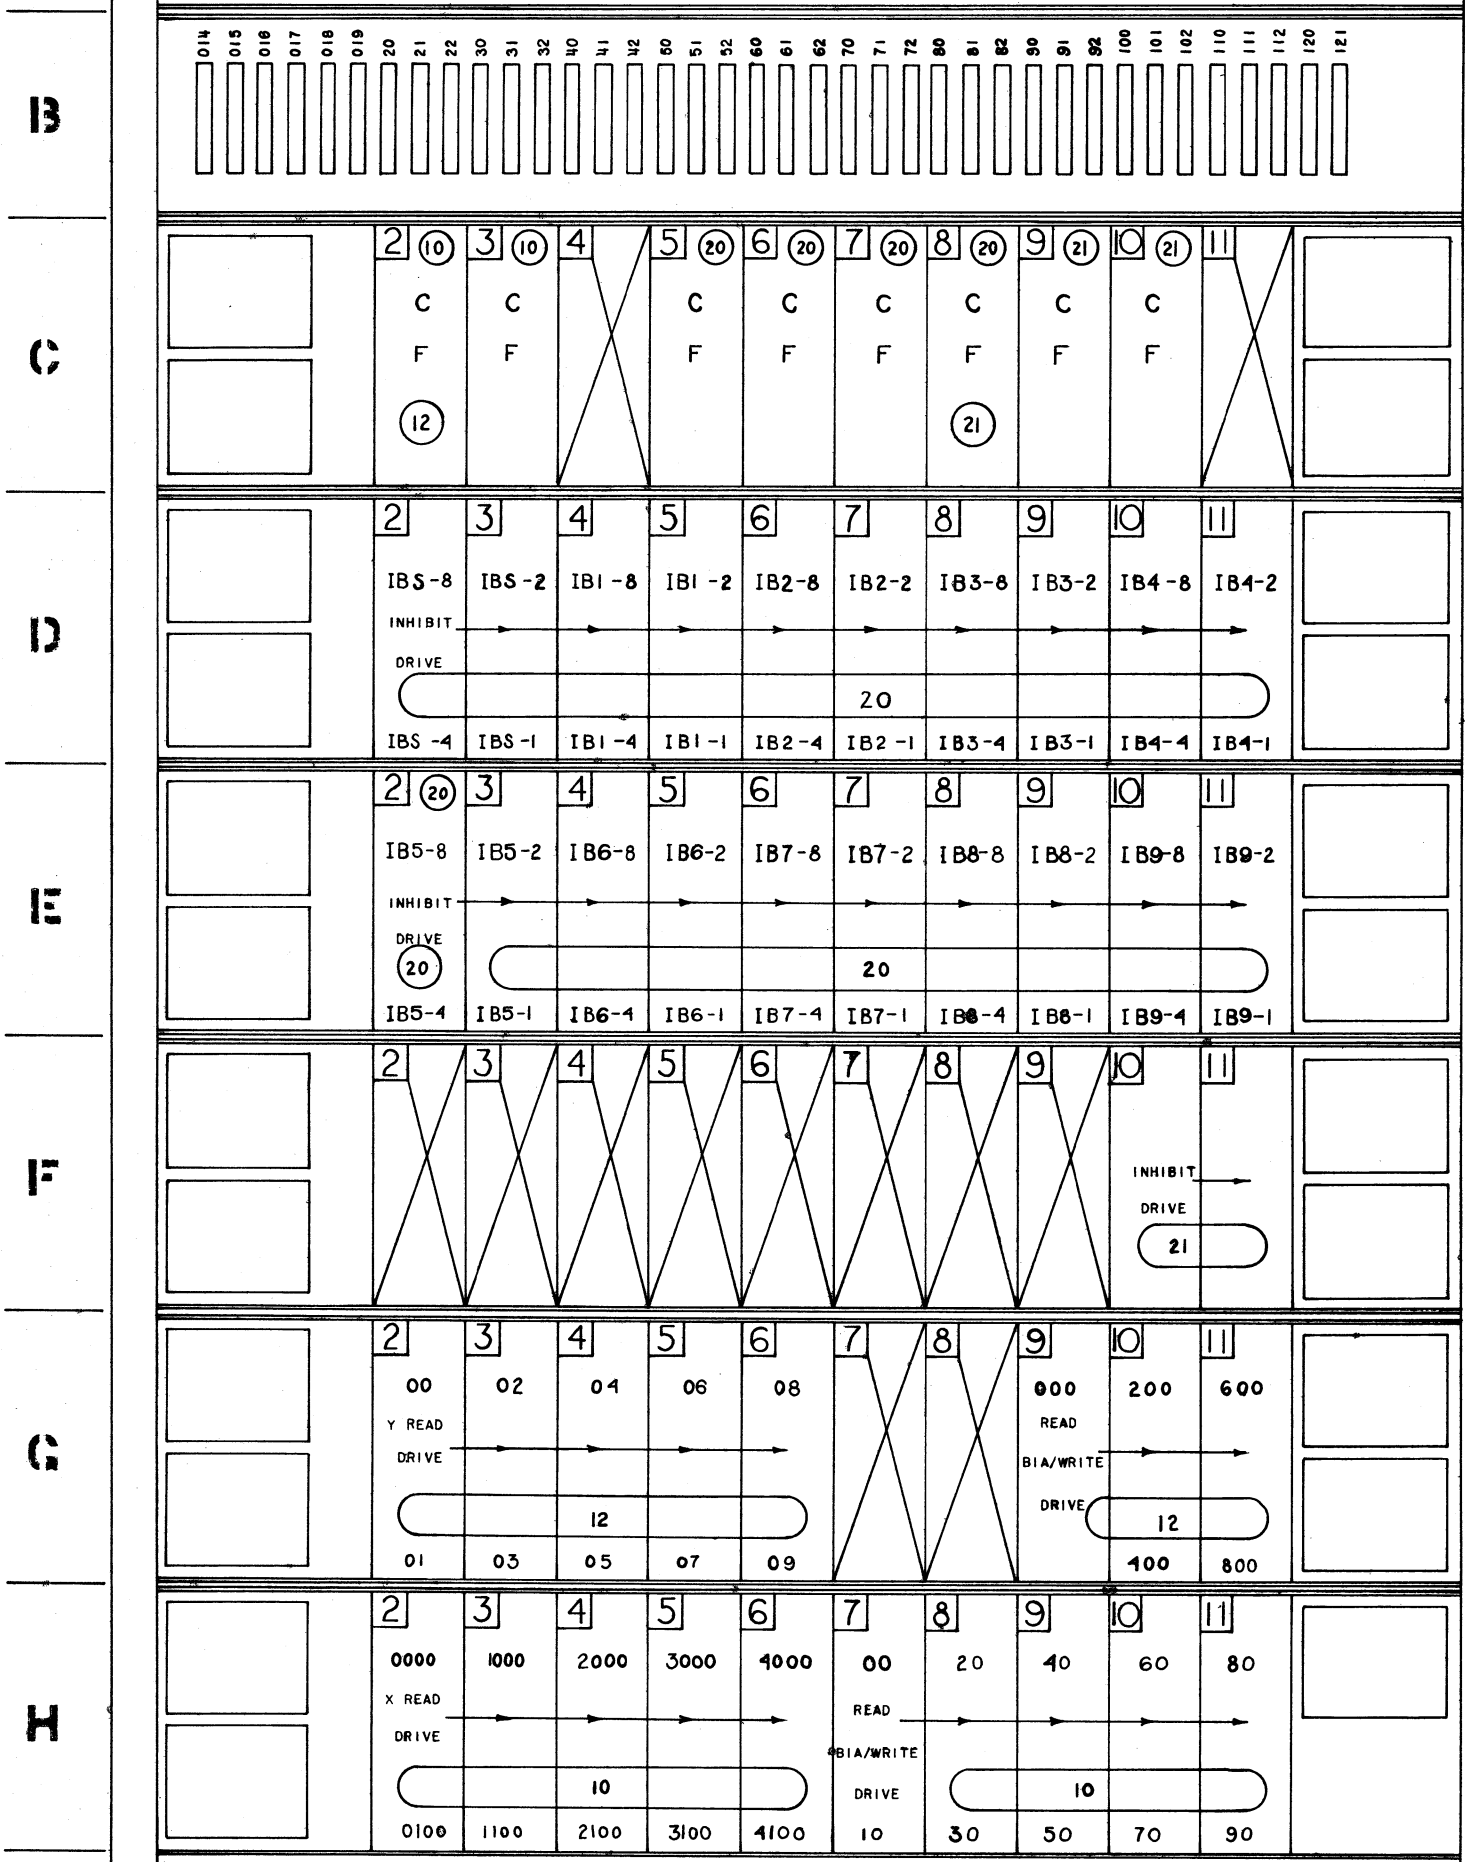 B
014 015 016 017 018 019 20 21 22 30 31 32 40 41 42 50 51 52 60 61 62 70 71 72 80 81 82 90 91 92 100 101 102 110 111 112 120 121
C
2 10 3 10 4 5 20 6 20 7 20 8 20 9 21 10 21 11
C C C C C C C C
F F F F F F F F
12 21
D
2 3 4 5 6 7 8 9 10 11
IBS-8 IBS-2 IB1-8 IB1-2 IB2-8 IB2-2 IB3-8 IB3-2 IB4-8 IB4-2
INHIBIT
DRIVE
20
IBS-4 IBS-1 IB1-4 IB1-1 IB2-4 IB2-1 IB3-4 IB3-1 IB4-4 IB4-1
E
2 20 3 4 5 6 7 8 9 10 11
IB5-8 IB5-2 IB6-8 IB6-2 IB7-8 IB7-2 IB8-8 IB8-2 IB9-8 IB9-2
INHIBIT
DRIVE
20 20
IB5-4 IB5-1 IB6-4 IB6-1 IB7-4 IB7-1 IB8-4 IB8-1 IB9-4 IB9-1
F
2 3 4 5 6 7 8 9 10 11
INHIBIT
DRIVE
21
G
2 3 4 5 6 7 8 9 10 11
00 02 04 06 08 000 200 600
Y READ READ
DRIVE BIA/WRITE
DRIVE
12 12
01 03 05 07 09 400 800
H
2 3 4 5 6 7 8 9 10 11
0000 1000 2000 3000 4000 00 20 40 60 80
X READ READ
DRIVE BIA/WRITE
DRIVE
10 10
0100 1100 2100 3100 4100 10 30 50 70 90